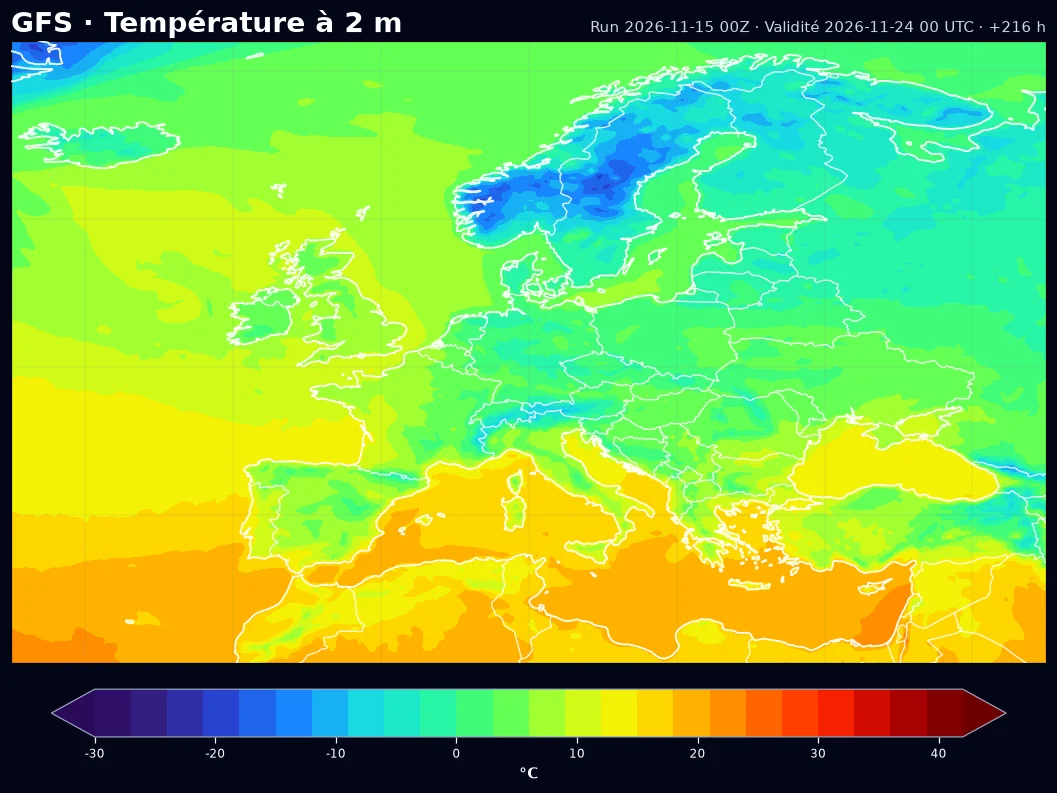 GFS · Température à 2 m
Run 2026-11-15 00Z · Validité 2026-11-24 00 UTC · +216 h
-30 -20 -10 0 10 20 30 40
°C